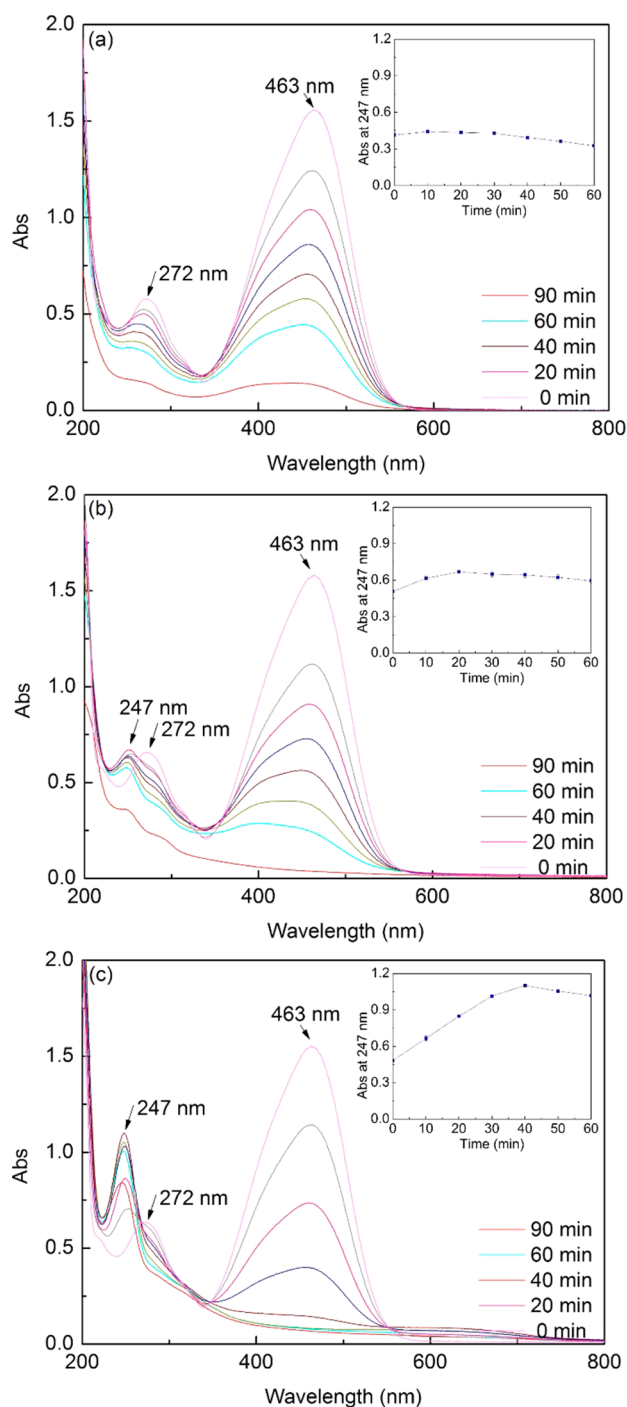 (a)
2.0
1.5
1.0
0.5
0.0
Abs
463 nm
272 nm
1.2
0.9
0.6
0.3
0.0
Abs at 247 nm
0 10 20 30 40 50 60
Time (min)
90 min
60 min
40 min
20 min
0 min
200 400 600 800
Wavelength (nm)
(b)
2.0
1.5
1.0
0.5
0.0
Abs
463 nm
247 nm
272 nm
1.2
0.9
0.6
0.3
0.0
Abs at 247 nm
0 10 20 30 40 50 60
Time (min)
90 min
60 min
40 min
20 min
0 min
200 400 600 800
Wavelength (nm)
(c)
2.0
1.5
1.0
0.5
0.0
Abs
463 nm
247 nm
272 nm
1.2
0.9
0.6
0.3
0.0
Abs at 247 nm
0 10 20 30 40 50 60
Time (min)
90 min
60 min
40 min
20 min
0 min
200 400 600 800
Wavelength (nm)